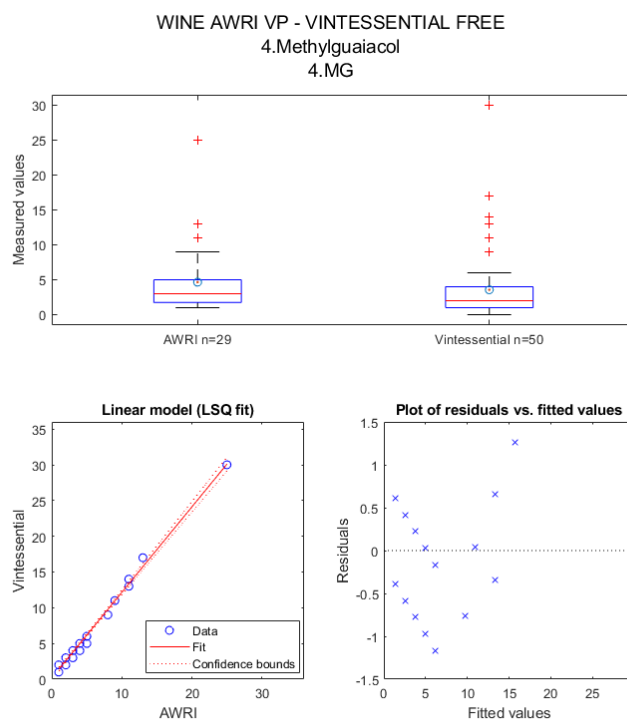 WINE AWRI VP - VINTESSENTIAL FREE
4.Methylguaiacol
4.MG
30
25
20
15
10
5
0
Measured values
AWRI n=29
Vintessential n=50
Linear model (LSQ fit)
35
30
25
20
15
10
5
0
Vintessential
Data
Fit
Confidence bounds
0 10 20 30
AWRI
Plot of residuals vs. fitted values
1.5
1
0.5
0
-0.5
-1
-1.5
Residuals
0 5 10 15 20 25
Fitted values